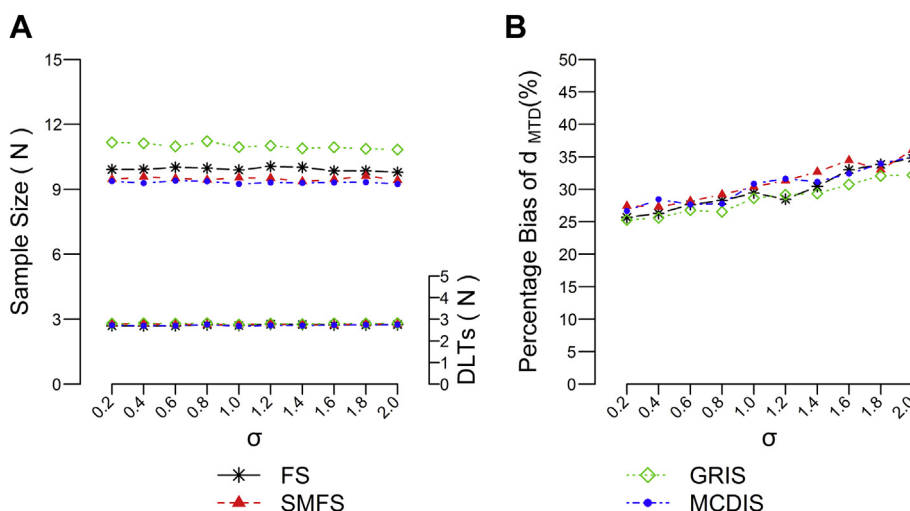 A
Sample Size ( N )
15
12
9
6
3
0
DLTs ( N )
5
4
3
2
1
0
0.2 0.4 0.6 0.8 1.0 1.2 1.4 1.6 1.8 2.0
σ
B
Percentage Bias of d MTD(%)
50
45
40
35
30
25
20
15
10
5
0
0.2 0.4 0.6 0.8 1.0 1.2 1.4 1.6 1.8 2.0
σ
FS
SMFS
GRIS
MCDIS